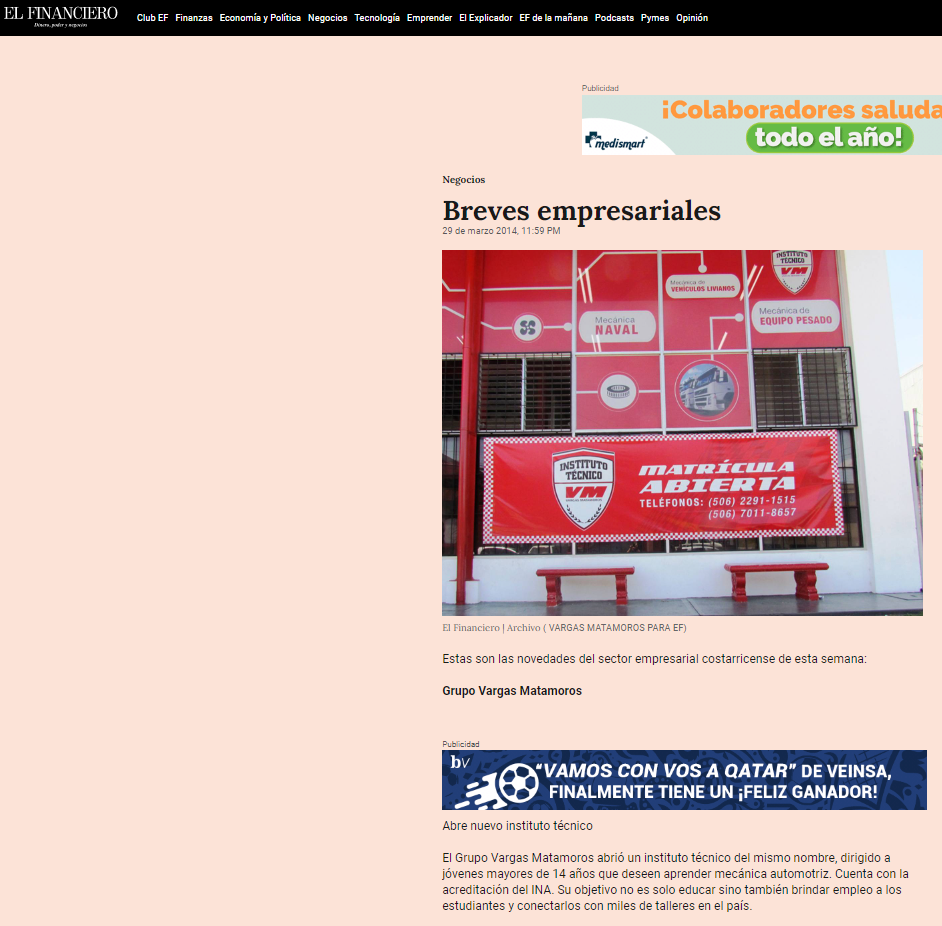 EL FINANCIERO
Dinero, poder y negocios
Club EF Finanzas Economía y Política Negocios Tecnología Emprender El Explicador EF de la mañana Podcasts Pymes Opinión
Publicidad
¡Colaboradores saluda
todo el año!
medismart
Negocios
Breves empresariales
29 de marzo 2014, 11:59 PM
INSTITUTO
TÉCNICO
VM
Mecánica de
VEHÍCULOS LIVIANOS
Mecánica
NAVAL
Mecánica de
EQUIPO PESADO
INSTITUTO
TÉCNICO
VM
MATRÍCULA
ABIERTA
TELÉFONOS: (506) 2291-1515
(506) 7011-8657
El Financiero | Archivo ( VARGAS MATAMOROS PARA EF)
Estas son las novedades del sector empresarial costarricense de esta semana:
Grupo Vargas Matamoros
Publicidad
bv
“VAMOS CON VOS A QATAR” DE VEINSA,
FINALMENTE TIENE UN ¡FELIZ GANADOR!
Abre nuevo instituto técnico
El Grupo Vargas Matamoros abrió un instituto técnico del mismo nombre, dirigido a
jóvenes mayores de 14 años que deseen aprender mecánica automotriz. Cuenta con la
acreditación del INA. Su objetivo no es solo educar sino también brindar empleo a los
estudiantes y conectarlos con miles de talleres en el país.